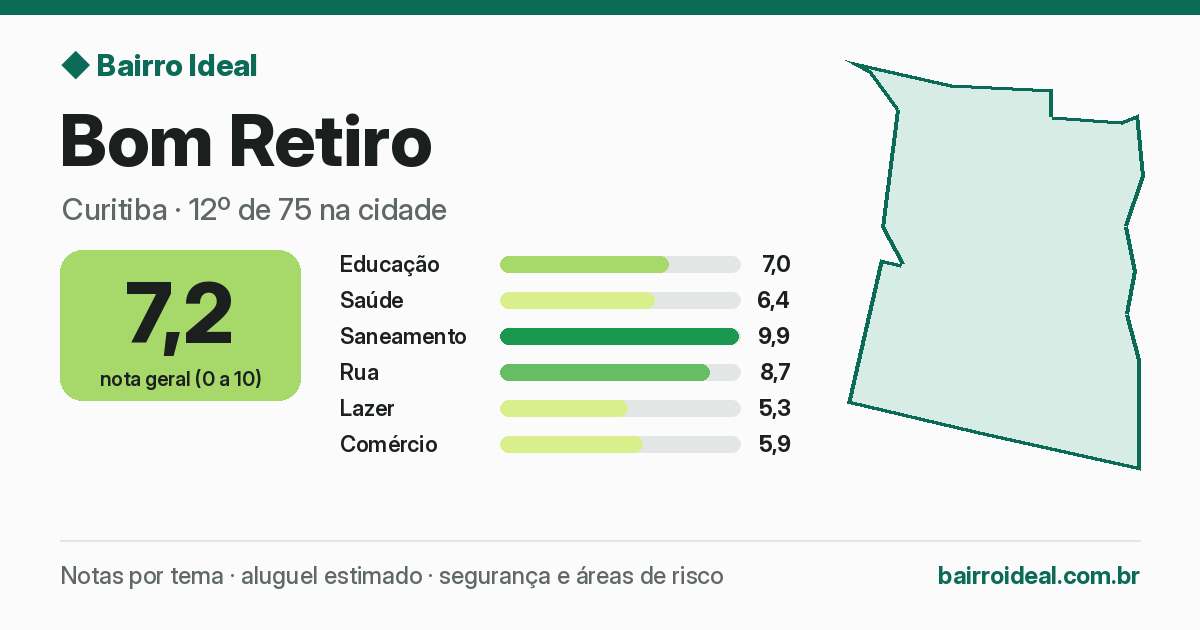 Bairro Ideal
Bom Retiro
Curitiba · 12º de 75 na cidade
7,2
nota geral (0 a 10)
Educação 7,0
Saúde 6,4
Saneamento 9,9
Rua 8,7
Lazer 5,3
Comércio 5,9
Notas por tema · aluguel estimado · segurança e áreas de risco
bairroideal.com.br